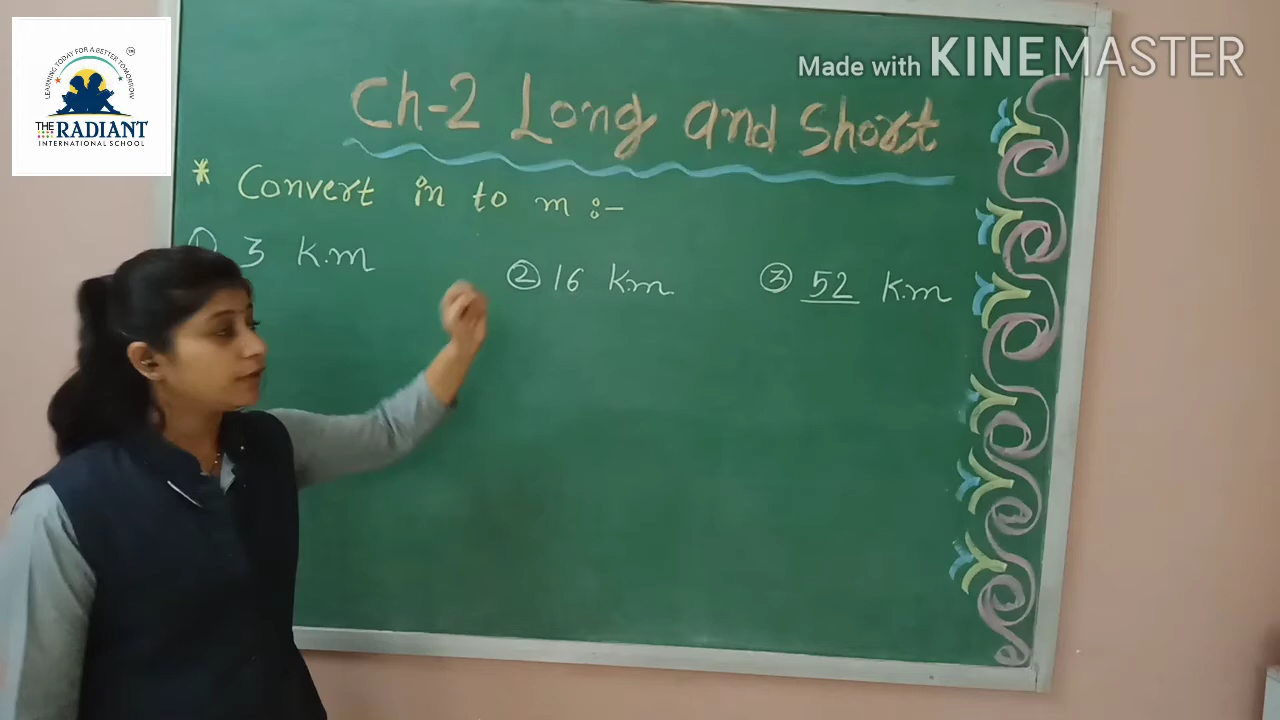 LEARNING TODAY FOR A BETTER TOMORROW
THE RADIANT
INTERNATIONAL SCHOOL
Made with KINEMASTER
Ch-2 Long and Short
* Convert in to m :-
① 3 K.m
② 16 K.m
③ 52 K.m